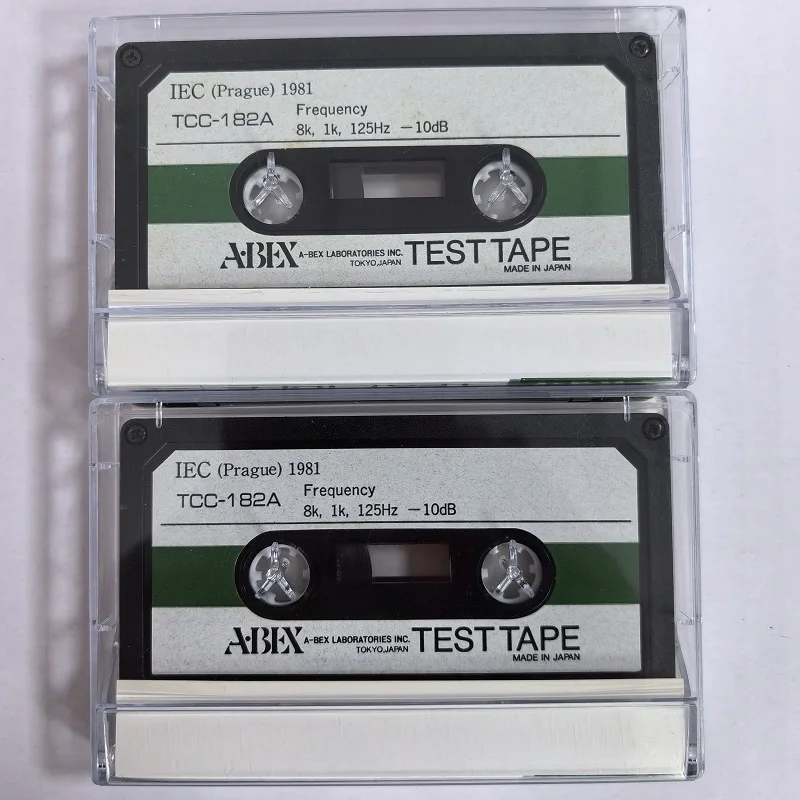 IEC (Prague) 1981
TCC-182A
Frequency
8k, 1k, 125Hz －10dB
A·BEX A-BEX LABORATORIES INC.
TOKYO,JAPAN
TEST TAPE
MADE IN JAPAN
IEC (Prague) 1981
TCC-182A
Frequency
8k, 1k, 125Hz －10dB
A·BEX A-BEX LABORATORIES INC.
TOKYO,JAPAN
TEST TAPE
MADE IN JAPAN